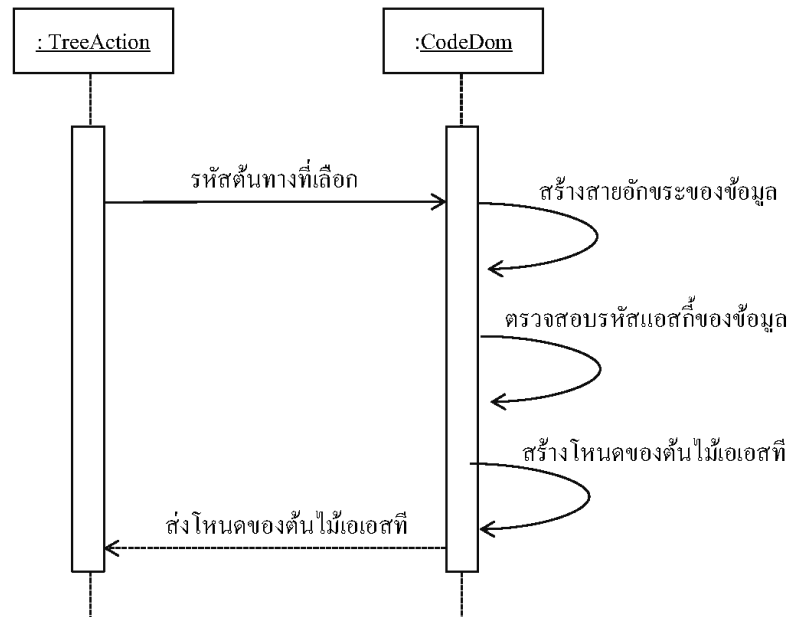 : TreeAction
:CodeDom
รหัสต้นทางที่เลือก
สร้างสายอักขระของข้อมูล
ตรวจสอบรหัสแอสกี้ของข้อมูล
สร้างโหนดของต้นไม้เอเอสที
ส่งโหนดของต้นไม้เอเอสที